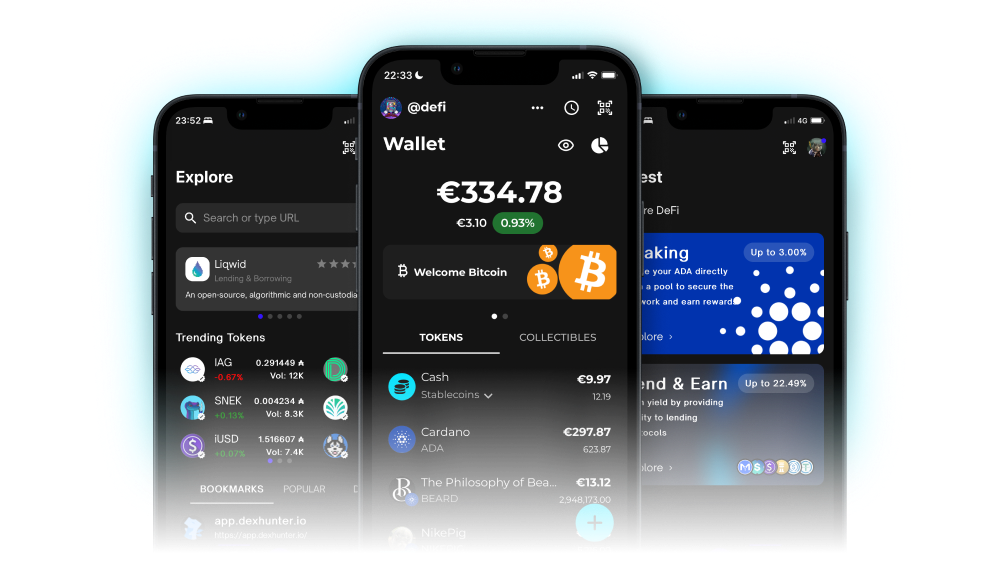 23:52
Explore
Search or type URL
Liqwid
Lending & Borrowing
An open-source, algorithmic and non-custodia
Trending Tokens
IAG
0.291449 ₳
-0.67%
Vol: 12K
SNEK
0.004234 ₳
+0.13%
Vol: 8.3K
iUSD
1.516607 ₳
+0.07%
Vol: 7.4K
BOOKMARKS
POPULAR
D
app.dexhunter.io
https://app.dexhunter.io/
22:33
@defi
Wallet
€334.78
€3.10 0.93%
Welcome Bitcoin
TOKENS
COLLECTIBLES
Cash
€9.97
Stablecoins
12.19
Cardano
€297.87
ADA
623.87
The Philosophy of Bea...
€13.12
BEARD
2,948,173.00
NikePig
4G
est
re DeFi
aking
Up to 3.00%
e your ADA directly
a pool to secure the
work and earn rewards
lore ›
end & Earn
Up to 22.49%
n yield by providing
ity to lending
tocols
lore ›